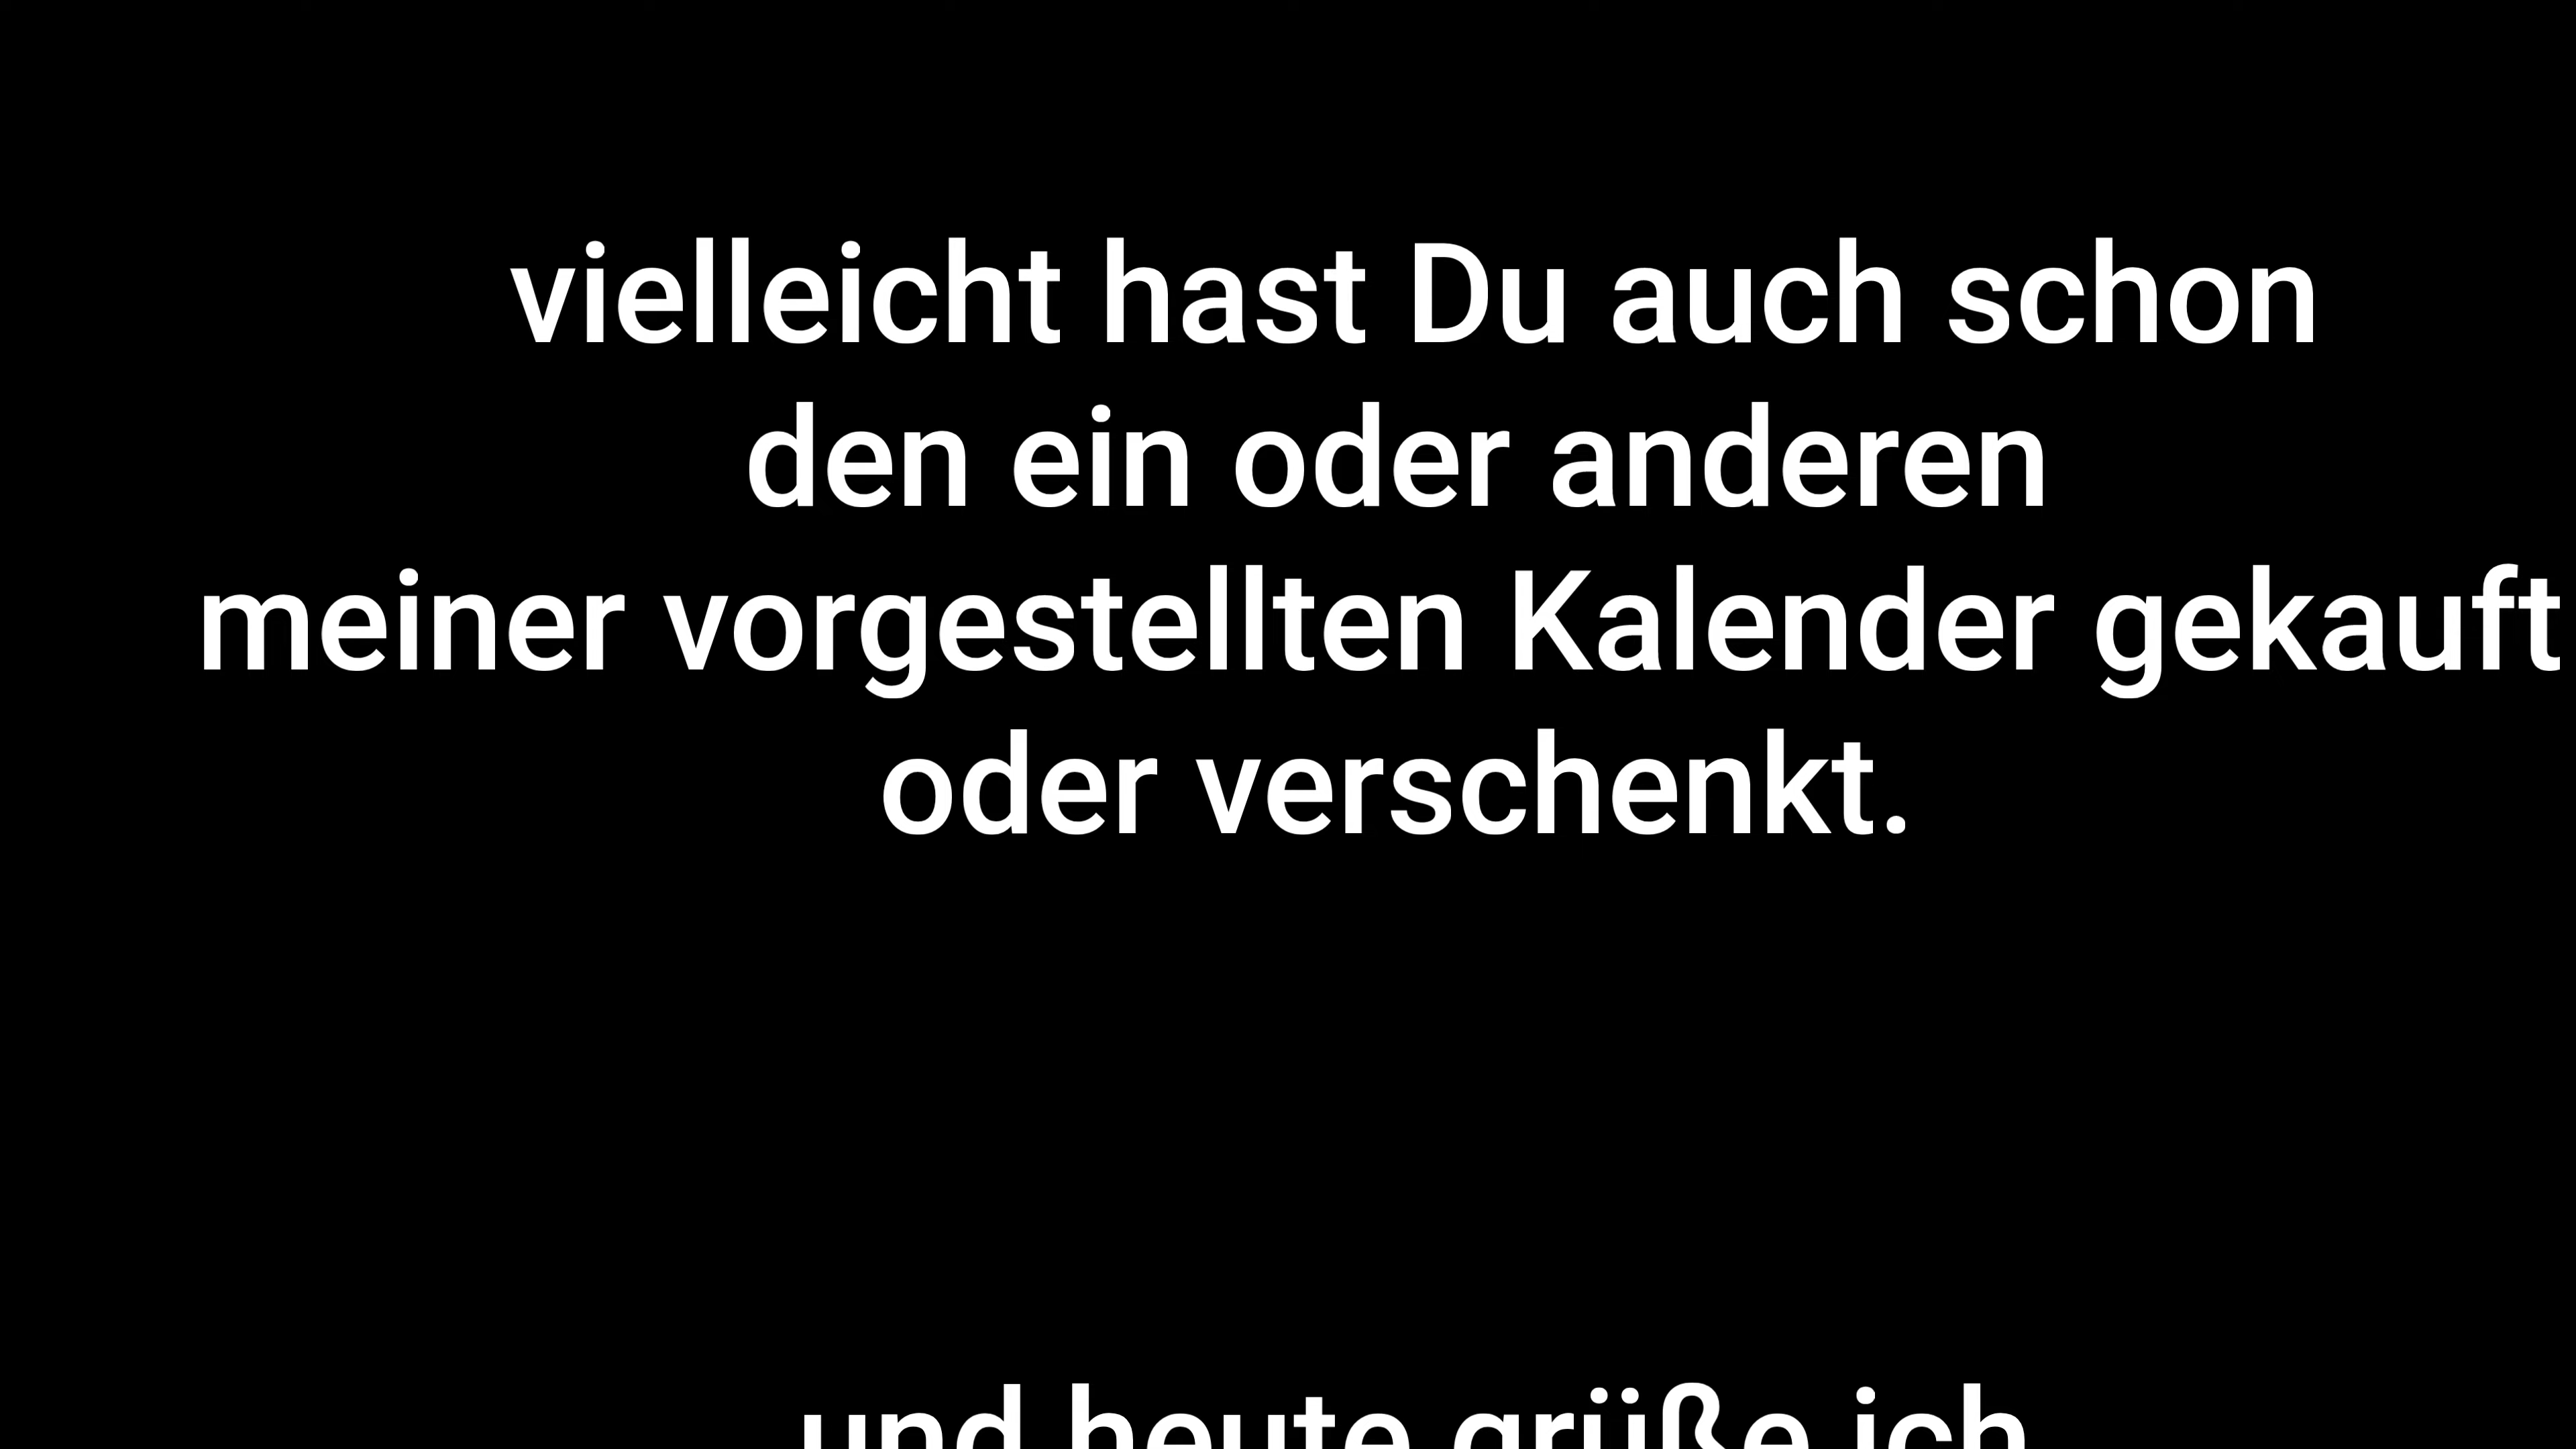 vielleicht hast Du auch schon
den ein oder anderen
meiner vorgestellten Kalender gekauft
oder verschenkt.
und heute grüße ich